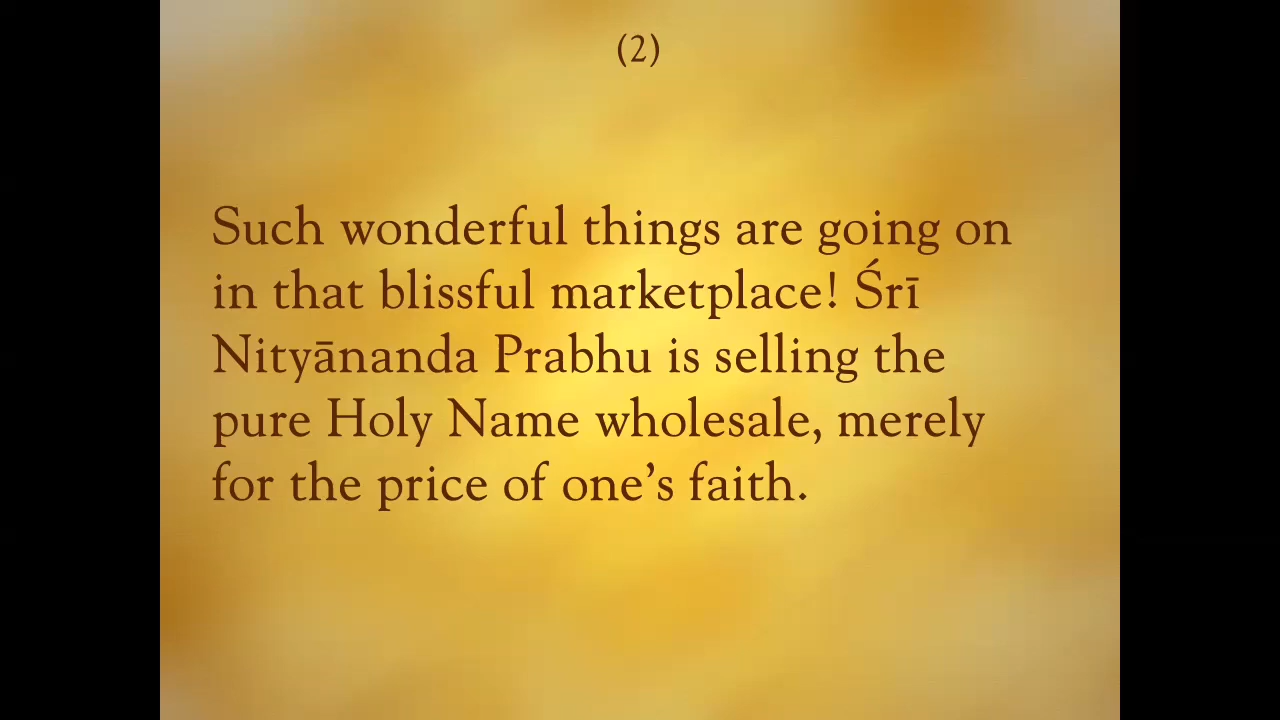 (2)
Such wonderful things are going on
in that blissful marketplace! Śrī
Nityānanda Prabhu is selling the
pure Holy Name wholesale, merely
for the price of one’s faith.